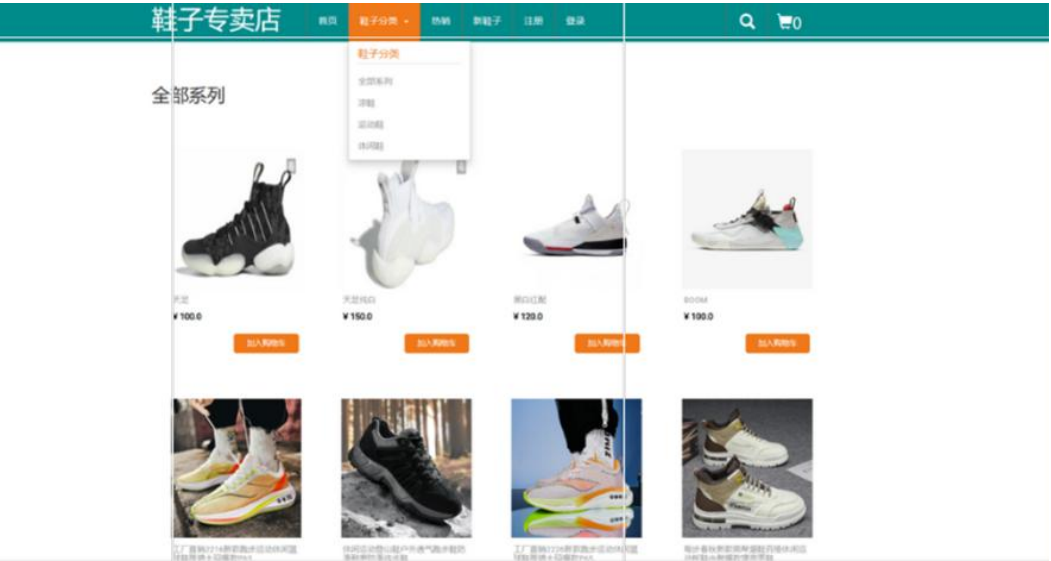 鞋子专卖店 首页 鞋子分类 热销 新鞋子 注册 登录 0
鞋子分类
全部系列
凉鞋
运动鞋
休闲鞋
全部系列
天足 天足纯白 黑白红配 BOOM
¥ 100.0 ¥ 150.0 ¥ 120.0 ¥ 190.0
加入购物车 加入购物车 加入购物车 加入购物车